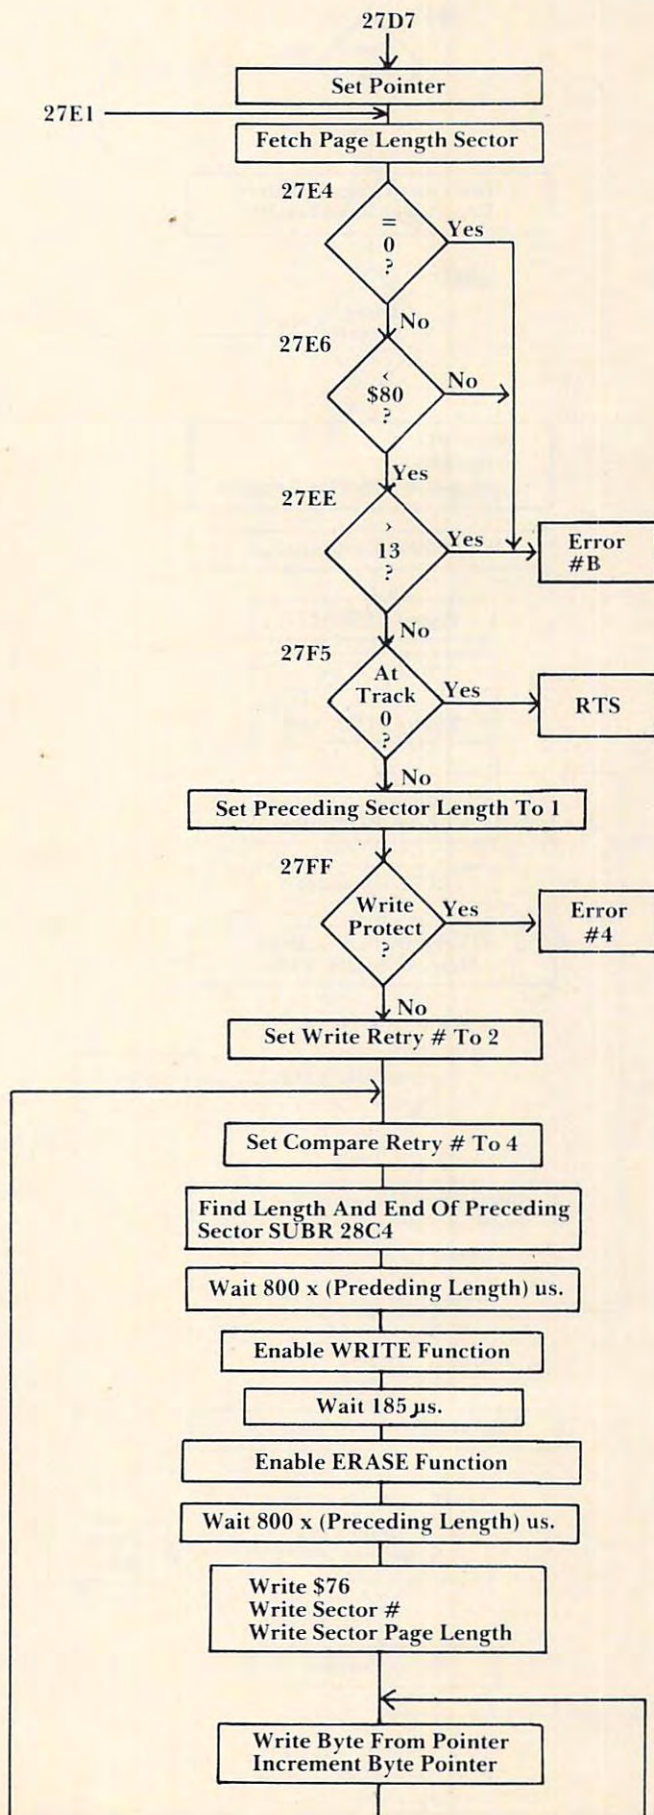 27D7
Set Pointer
27E1
Fetch Page Length Sector
27E4
=
0
?
Yes
No
27E6
<
$80
?
No
Yes
27EE
>
13
?
Yes
Error
#B
No
27F5
At
Track
0
?
Yes
RTS
No
Set Preceding Sector Length To 1
27FF
Write
Protect
?
Yes
Error
#4
No
Set Write Retry # To 2
Set Compare Retry # To 4
Find Length And End Of Preceding
Sector SUBR 28C4
Wait 800 x (Prededing Length) us.
Enable WRITE Function
Wait 185 µs.
Enable ERASE Function
Wait 800 x (Preceding Length) us.
Write $76
Write Sector #
Write Sector Page Length
Write Byte From Pointer
Increment Byte Pointer